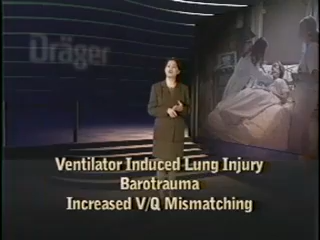 Dräger
Ventilator Induced Lung Injury
Barotrauma
Increased V/Q Mismatching